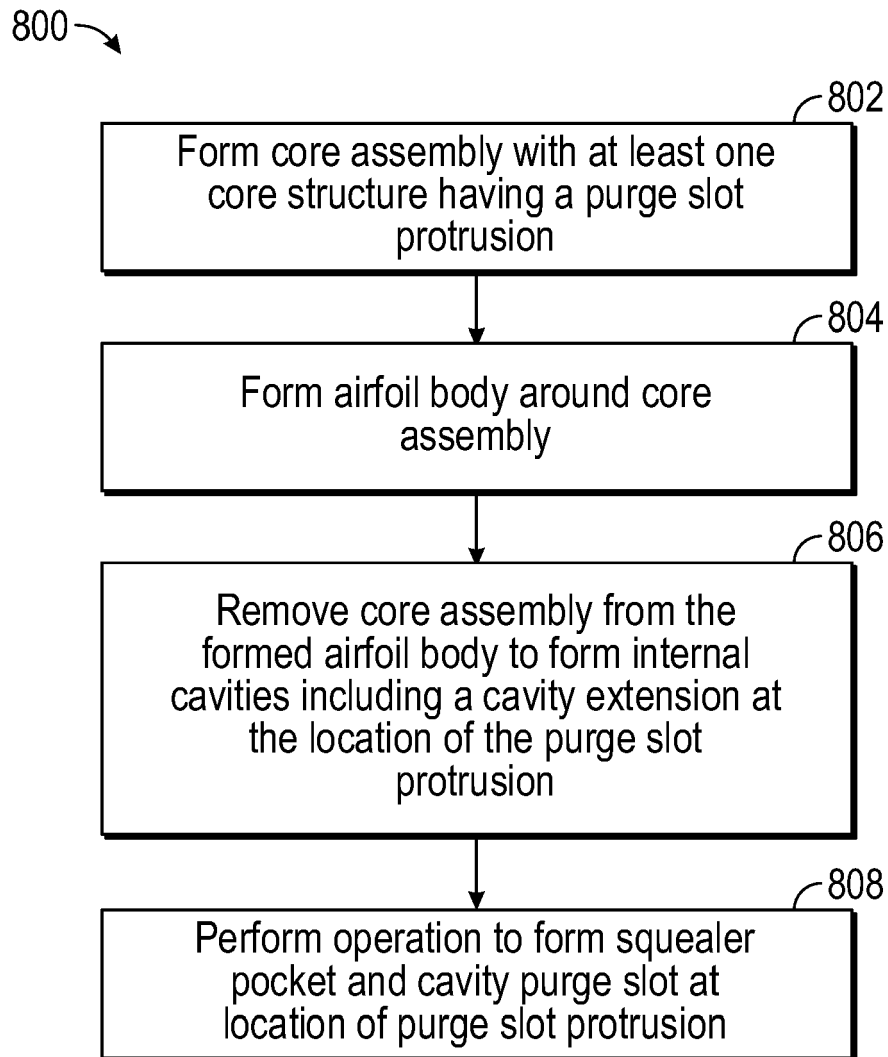 800
802
Form core assembly with at least one
core structure having a purge slot
protrusion
804
Form airfoil body around core
assembly
806
Remove core assembly from the
formed airfoil body to form internal
cavities including a cavity extension at
the location of the purge slot
protrusion
808
Perform operation to form squealer
pocket and cavity purge slot at
location of purge slot protrusion